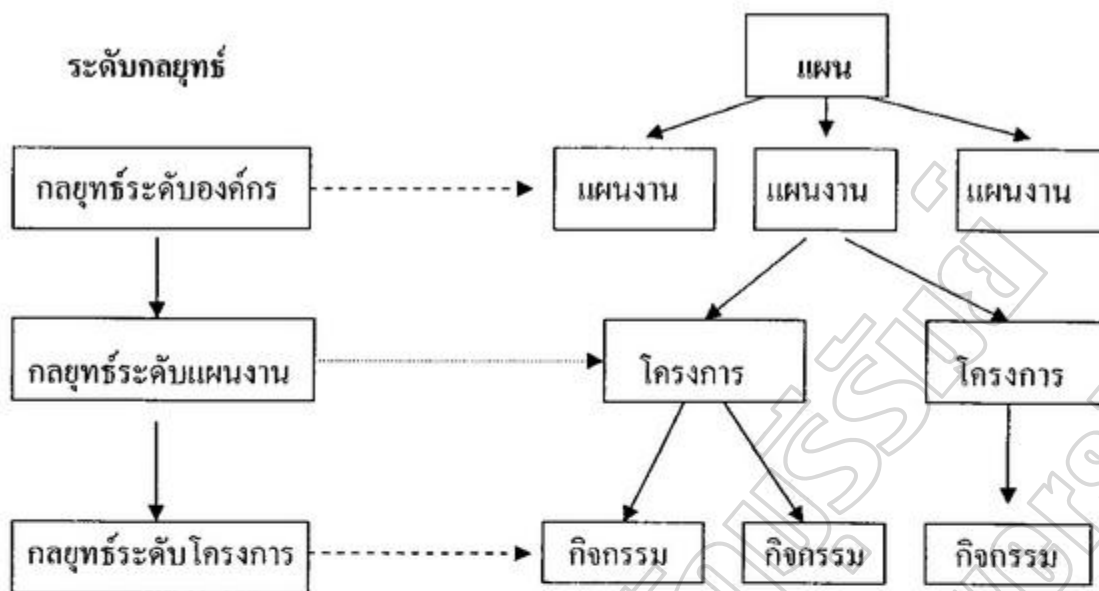 ระดับกลยุทธ์
แผน
กลยุทธ์ระดับองค์กร
แผนงาน
แผนงาน
แผนงาน
กลยุทธ์ระดับแผนงาน
โครงการ
โครงการ
กลยุทธ์ระดับโครงการ
กิจกรรม
กิจกรรม
กิจกรรม